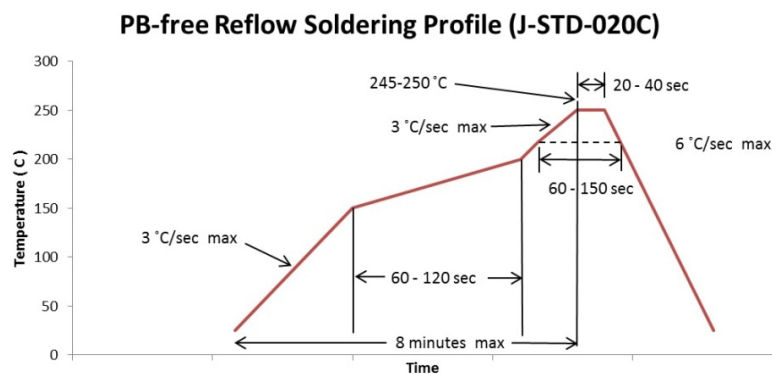 PB-free Reflow Soldering Profile (J-STD-020C)
300
250
200
150
100
50
0
Temperature ( C )
245-250 ˚C
20 - 40 sec
3 ˚C/sec max
6 ˚C/sec max
60 - 150 sec
3 ˚C/sec max
60 - 120 sec
8 minutes max
Time